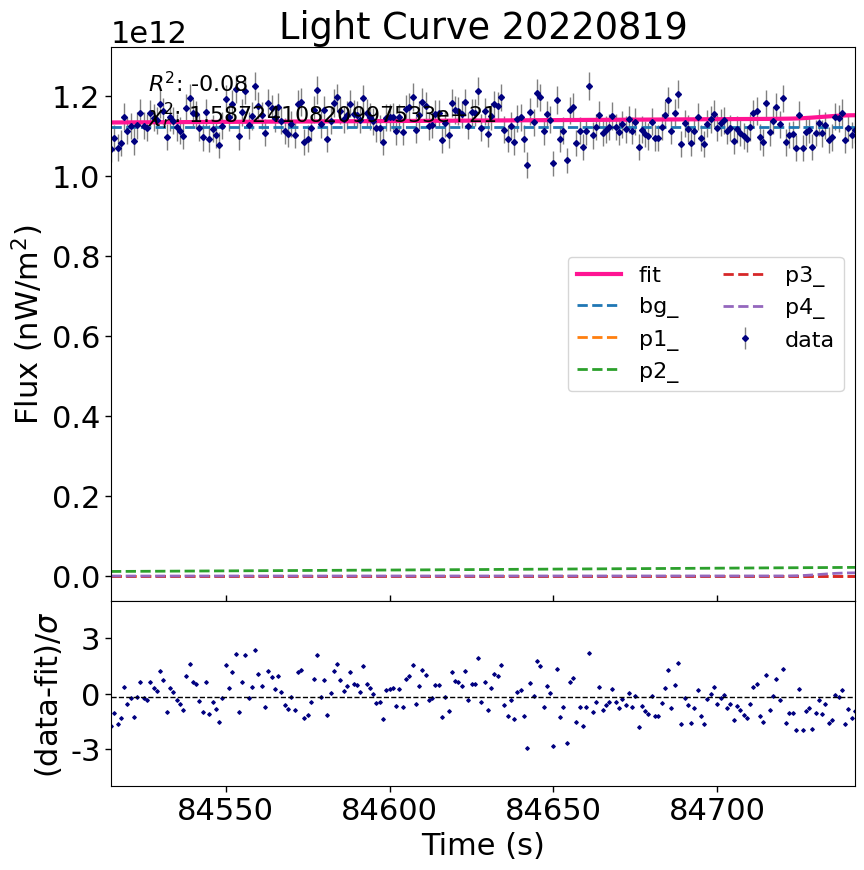 Light Curve 20220819
1e12
R²: -0.08
1.2
1.0
0.8
0.6
0.4
0.2
0.0
Flux (nW/m²)
fit
bg_
p1_
p2_
p3_
p4_
data
3
0
-3
(data-fit)/σ
84550 84600 84650 84700
Time (s)